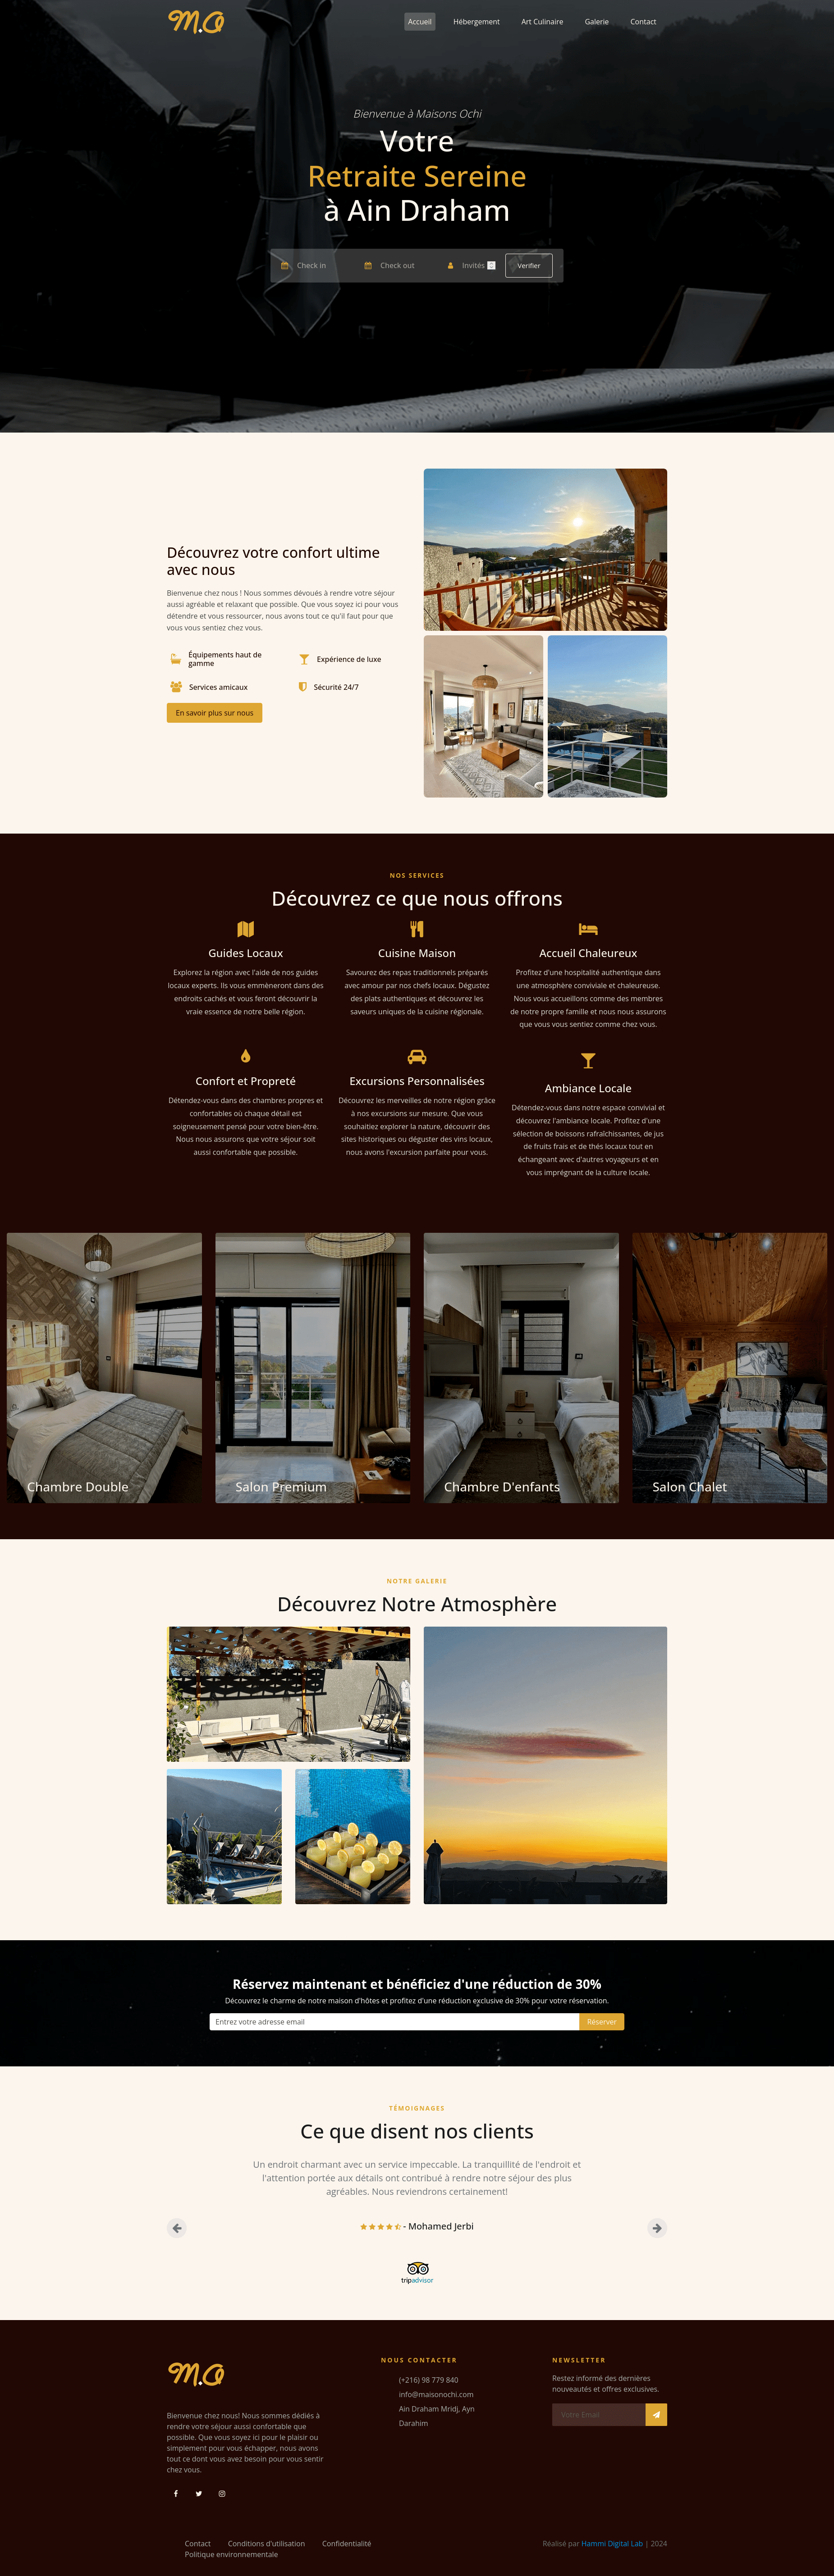 M.O
Accueil
Hébergement
Art Culinaire
Galerie
Contact
Bienvenue à Maisons Ochi
Votre
Retraite Sereine
à Ain Draham
Check in
Check out
Invités
Verifier
Découvrez votre confort ultime
avec nous
Bienvenue chez nous ! Nous sommes dévoués à rendre votre séjour
aussi agréable et relaxant que possible. Que vous soyez ici pour vous
détendre et vous ressourcer, nous avons tout ce qu'il faut pour que
vous vous sentiez chez vous.
Équipements haut de
gamme
Expérience de luxe
Services amicaux
Sécurité 24/7
En savoir plus sur nous
NOS SERVICES
Découvrez ce que nous offrons
Guides Locaux
Explorez la région avec l'aide de nos guides
locaux experts. Ils vous emmèneront dans des
endroits cachés et vous feront découvrir la
vraie essence de notre belle région.
Cuisine Maison
Savourez des repas traditionnels préparés
avec amour par nos chefs locaux. Dégustez
des plats authentiques et découvrez les
saveurs uniques de la cuisine régionale.
Accueil Chaleureux
Profitez d'une hospitalité authentique dans
une atmosphère conviviale et chaleureuse.
Nous vous accueillons comme des membres
de notre propre famille et nous nous assurons
que vous vous sentiez comme chez vous.
Confort et Propreté
Détendez-vous dans des chambres propres et
confortables où chaque détail est
soigneusement pensé pour votre bien-être.
Nous nous assurons que votre séjour soit
aussi confortable que possible.
Excursions Personnalisées
Découvrez les merveilles de notre région grâce
à nos excursions sur mesure. Que vous
souhaitiez explorer la nature, découvrir des
sites historiques ou déguster des vins locaux,
nous avons l'excursion parfaite pour vous.
Ambiance Locale
Détendez-vous dans notre espace convivial et
découvrez l'ambiance locale. Profitez d'une
sélection de boissons rafraîchissantes, de jus
de fruits frais et de thés locaux tout en
échangeant avec d'autres voyageurs et en
vous imprégnant de la culture locale.
Chambre Double
Salon Premium
Chambre D'enfants
Salon Chalet
NOTRE GALERIE
Découvrez Notre Atmosphère
Réservez maintenant et bénéficiez d'une réduction de 30%
Découvrez le charme de notre maison d'hôtes et profitez d'une réduction exclusive de 30% pour votre réservation.
Entrez votre adresse email
Réserver
TÉMOIGNAGES
Ce que disent nos clients
Un endroit charmant avec un service impeccable. La tranquillité de l'endroit et
l'attention portée aux détails ont contribué à rendre notre séjour des plus
agréables. Nous reviendrons certainement!
- Mohamed Jerbi
tripadvisor
M.O
Bienvenue chez nous! Nous sommes dédiés à
rendre votre séjour aussi confortable que
possible. Que vous soyez ici pour le plaisir ou
simplement pour vous échapper, nous avons
tout ce dont vous avez besoin pour vous sentir
chez vous.
NOUS CONTACTER
(+216) 98 779 840
info@maisonochi.com
Ain Draham Mridj, Ayn
Darahim
NEWSLETTER
Restez informé des dernières
nouveautés et offres exclusives.
Votre Email
Contact
Conditions d'utilisation
Confidentialité
Politique environnementale
Réalisé par Hammi Digital Lab | 2024